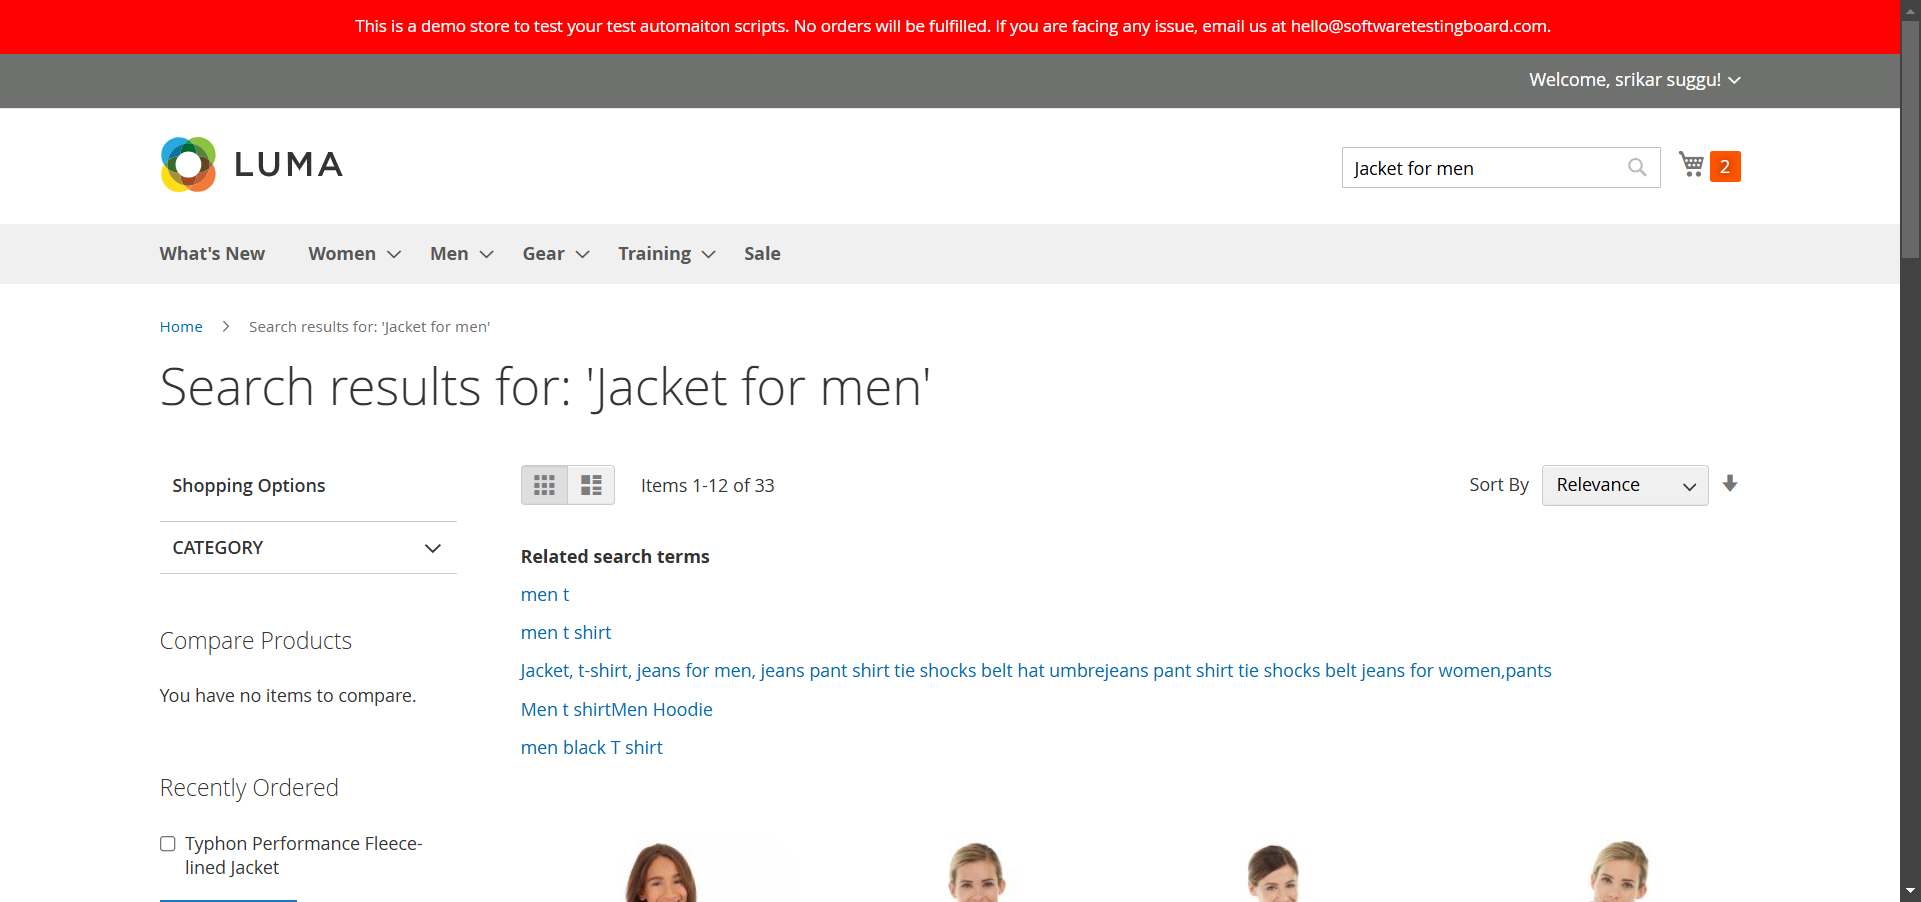 This is a demo store to test your test automaiton scripts. No orders will be fulfilled. If you are facing any issue, email us at hello@softwaretestingboard.com.
Welcome, srikar suggu!
LUMA
Jacket for men
2
What's New Women Men Gear Training Sale
Home Search results for: 'Jacket for men'
Search results for: 'Jacket for men'
Shopping Options
CATEGORY
Compare Products
You have no items to compare.
Recently Ordered
Typhon Performance Fleece-
lined Jacket
Items 1-12 of 33
Sort By Relevance
Related search terms
men t
men t shirt
Jacket, t-shirt, jeans for men, jeans pant shirt tie shocks belt hat umbrejeans pant shirt tie shocks belt jeans for women,pants
Men t shirtMen Hoodie
men black T shirt